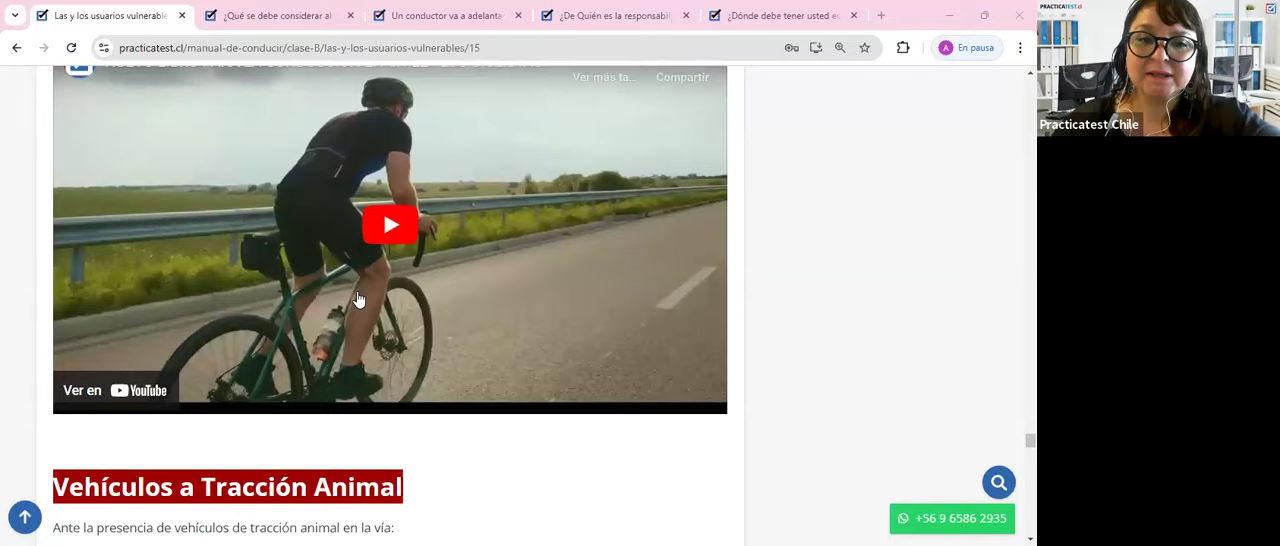 Las y los usuarios vulnerable
¿Qué se debe considerar al
Un conductor va a adelanta
¿De Quién es la responsabil
¿Dónde debe tener usted es
practicatest.cl/manual-de-conducir/clase-B/las-y-los-usuarios-vulnerables/15
A
En pausa
PRACTICATEST.cl
Practicatest Chile
Ver más ta...
Compartir
Ver en YouTube
Vehículos a Tracción Animal
Ante la presencia de vehículos de tracción animal en la vía:
+56 9 6586 2935